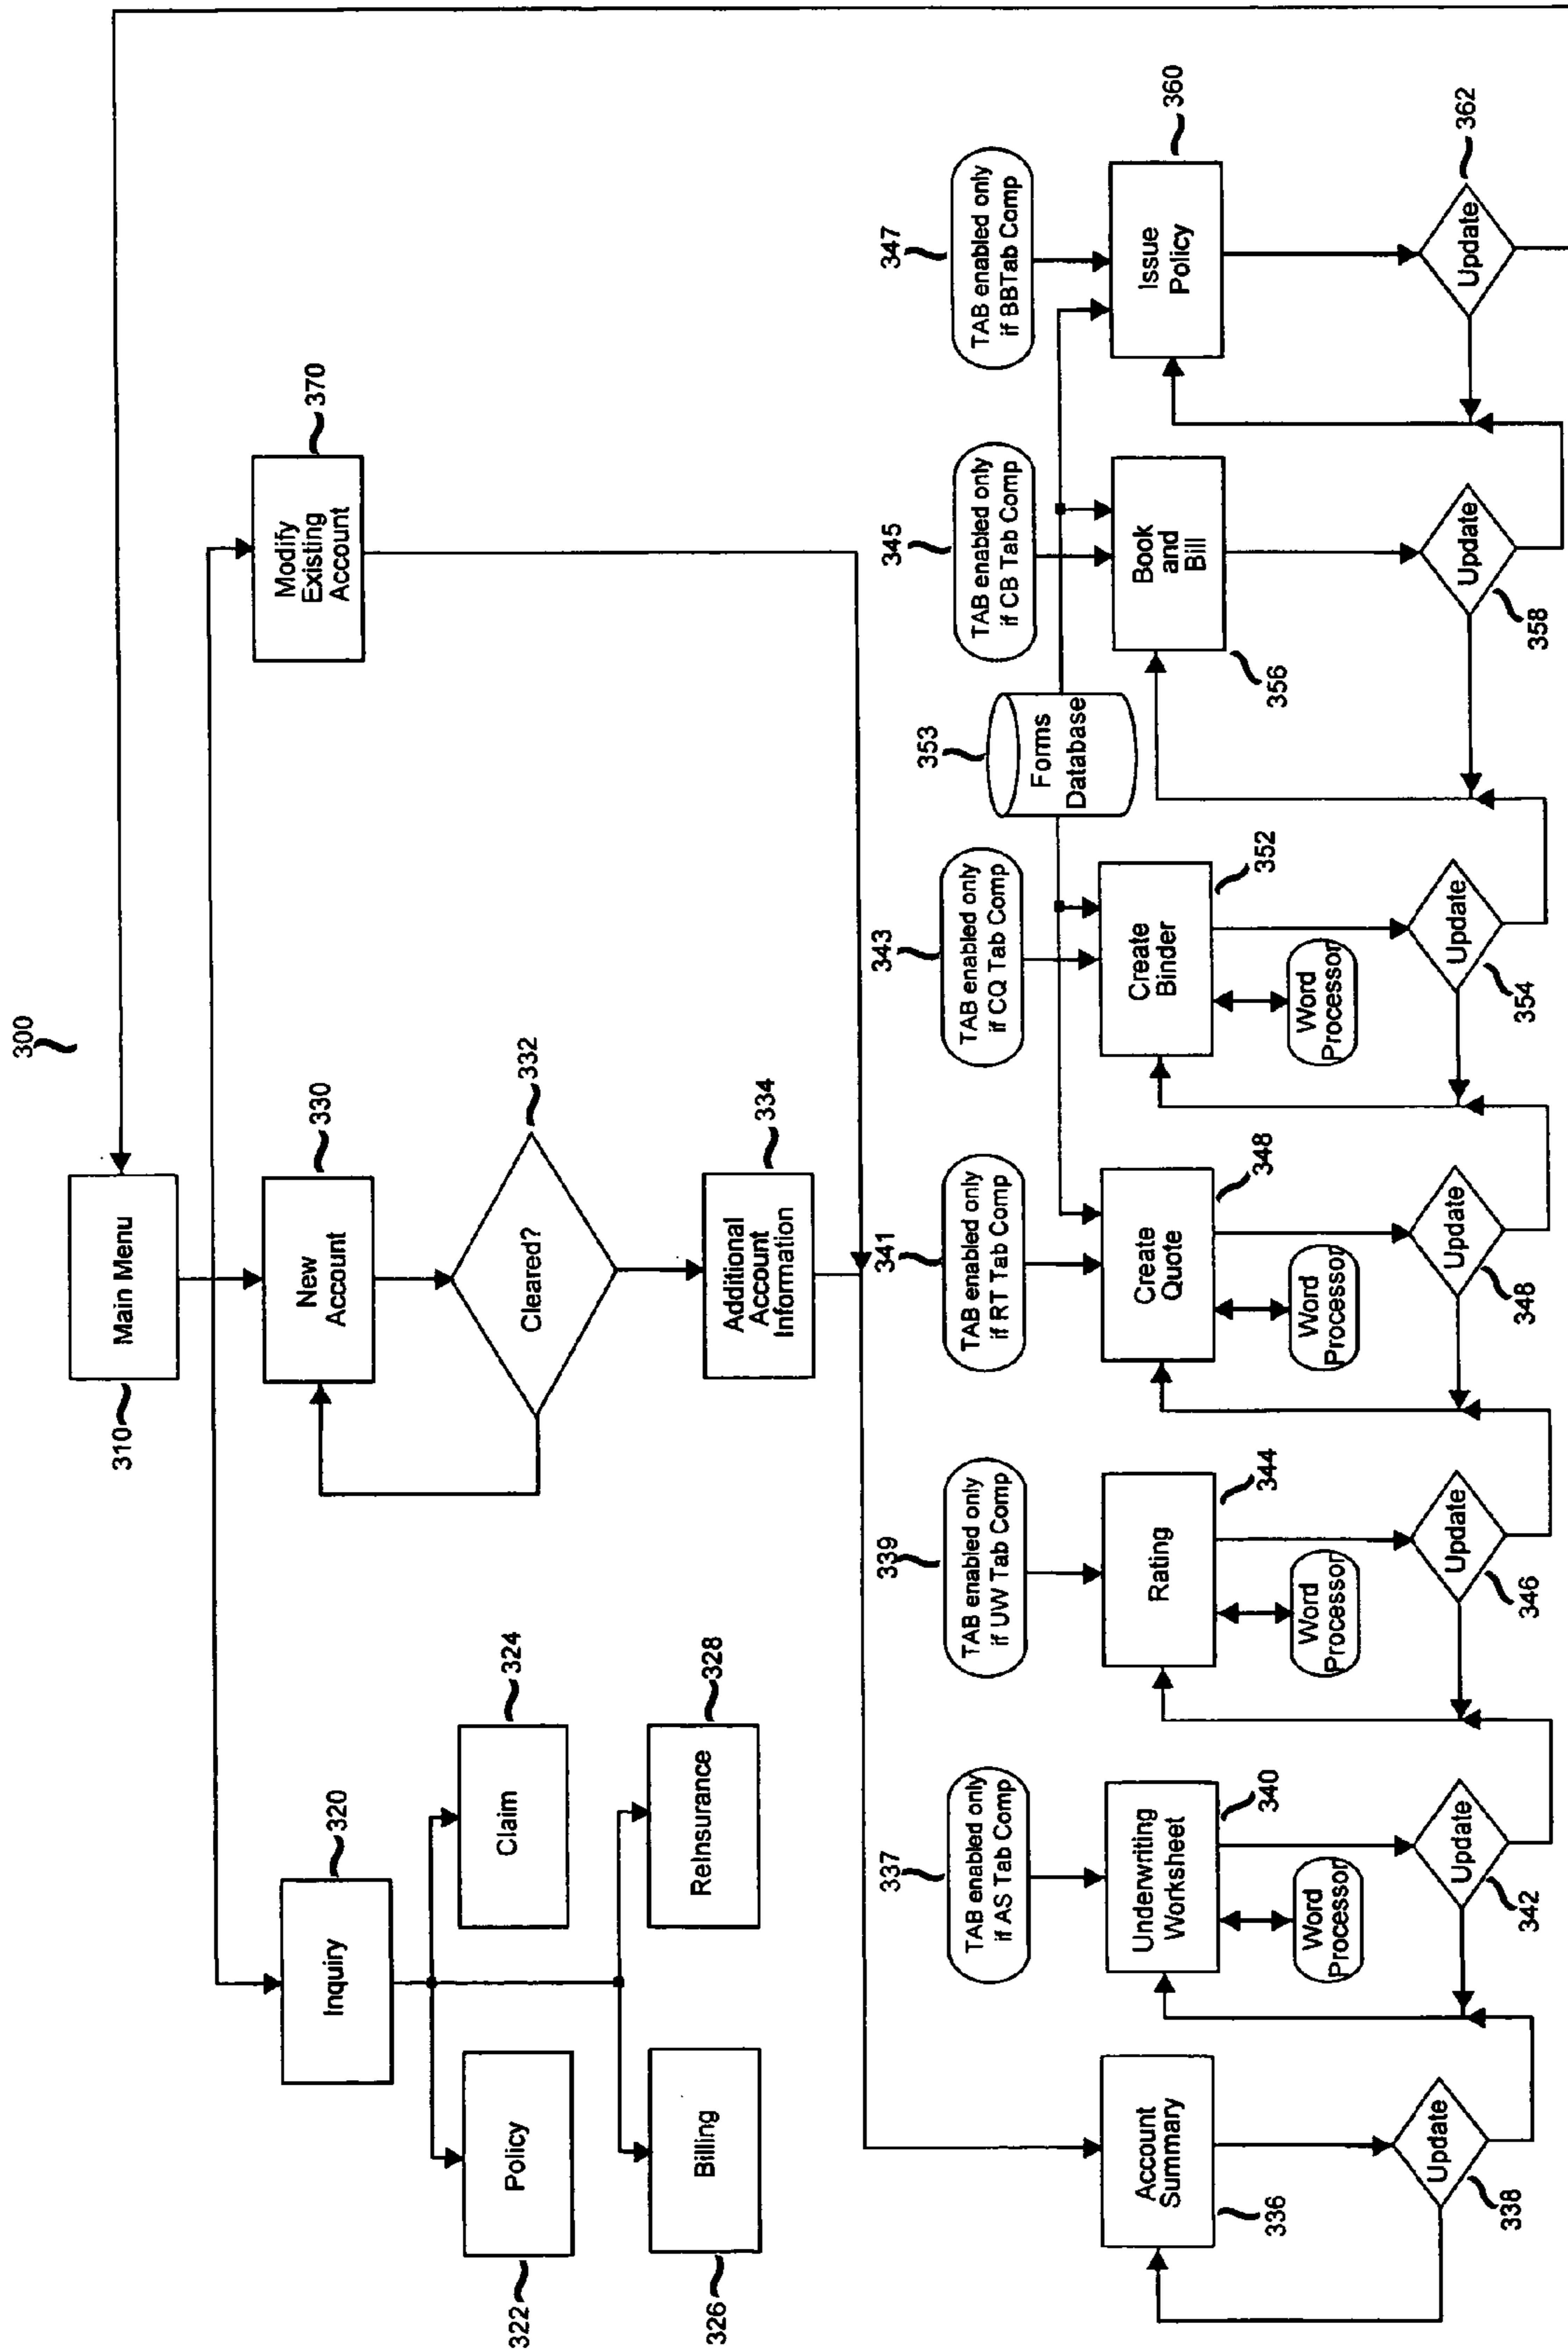 300
310
Main Menu
320
Inquiry
330
New
Account
370
Modify
Existing
Account
332
Cleared?
322
Policy
324
Claim
326
Billing
328
ReInsurance
334
Additional
Account
Information
337
TAB enabled only
if AS Tab Comp
339
TAB enabled only
if UW Tab Comp
341
TAB enabled only
if RT Tab Comp
343
TAB enabled only
if CQ Tab Comp
353
Forms
Database
345
TAB enabled only
if CB Tab Comp
347
TAB enabled only
if BBTab Comp
336
Account
Summary
340
Underwriting
Worksheet
344
Rating
348
Create
Quote
352
Create
Binder
356
Book
and
Bill
360
Issue
Policy
Word
Processor
Word
Processor
Word
Processor
Word
Processor
338
Update
342
Update
346
Update
348
Update
354
Update
358
Update
362
Update